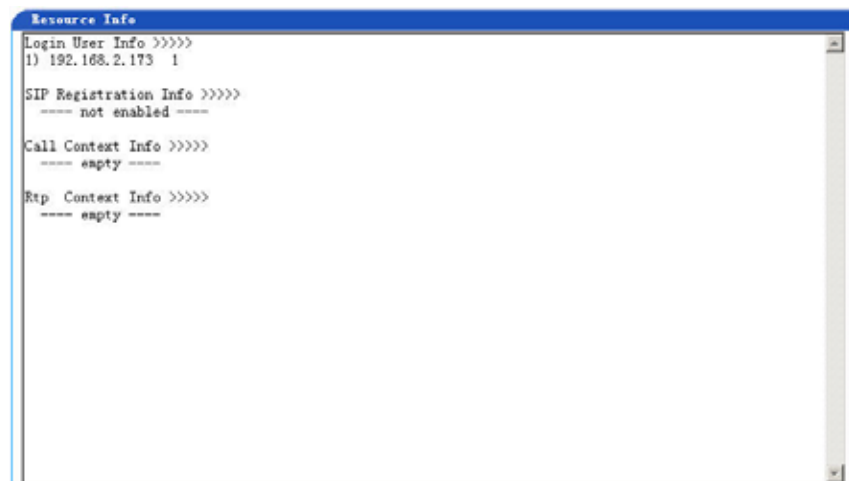 Resource Info
Login User Info >>>>>
1) 192.168.2.173 1
SIP Registration Info >>>>>
---- not enabled ----
Call Context Info >>>>>
---- empty ----
Rtp Context Info >>>>>
---- empty ----